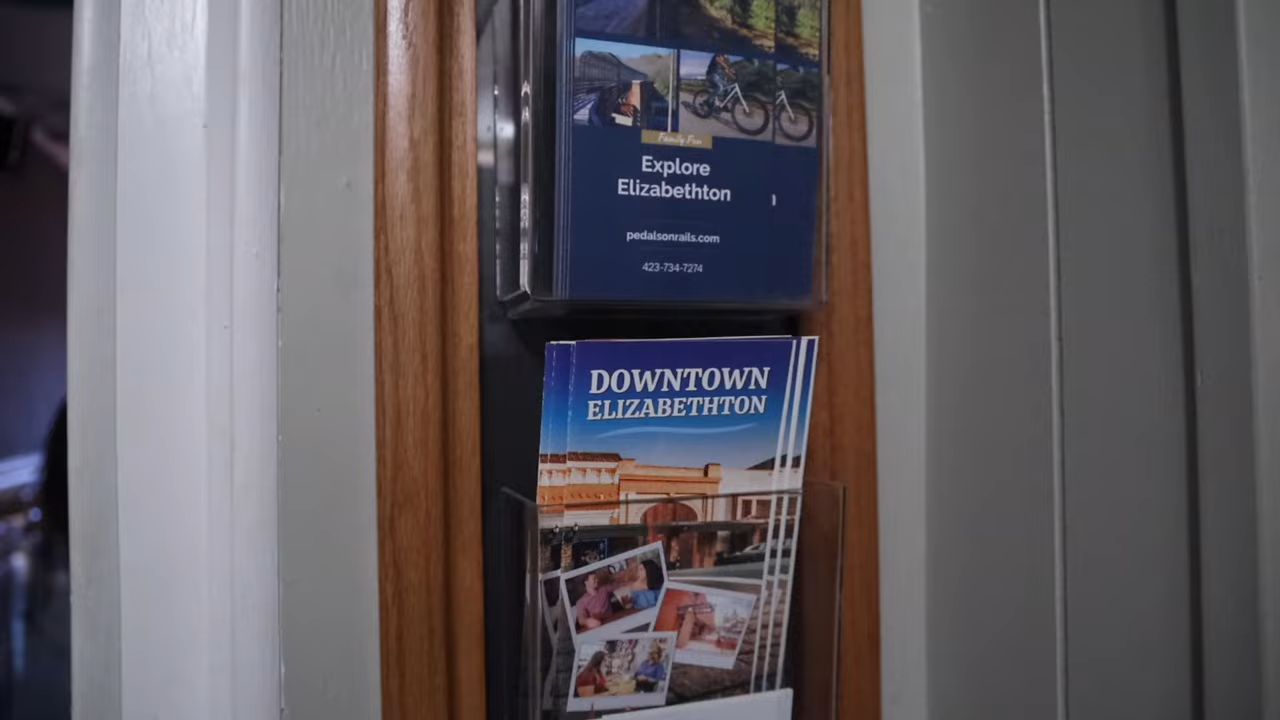 Family Fun
Explore
Elizabethton
pedalsonrails.com
423-734-7274
DOWNTOWN
ELIZABETHTON